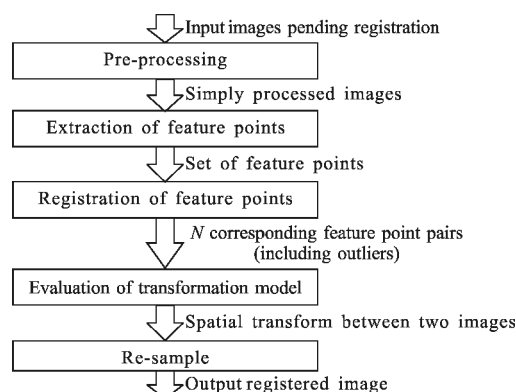 Input images pending registration
Pre-processing
Simply processed images
Extraction of feature points
Set of feature points
Registration of feature points
N corresponding feature point pairs
(including outliers)
Evaluation of transformation model
Spatial transform between two images
Re-sample
Output registered image